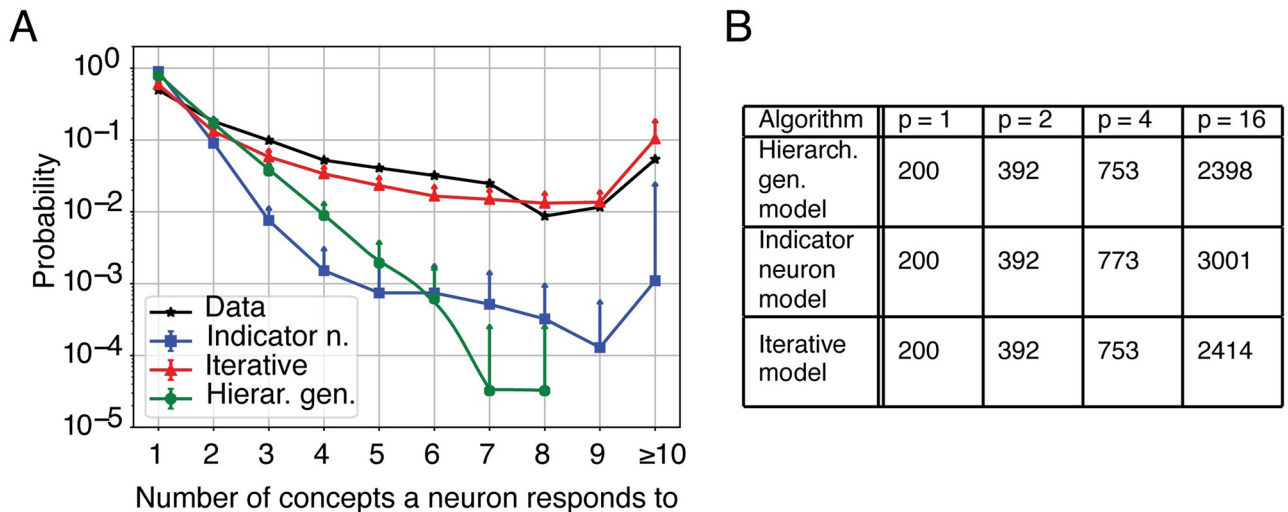 A
B
10^0
10^-1
10^-2
10^-3
10^-4
10^-5
Probability
Data
Indicator n.
Iterative
Hierar. gen.
1 2 3 4 5 6 7 8 9 ≥10
Number of concepts a neuron responds to
Algorithm p = 1 p = 2 p = 4 p = 16
Hierarch.
gen.
model
200 392 753 2398
Indicator
neuron
model
200 392 773 3001
Iterative
model
200 392 753 2414